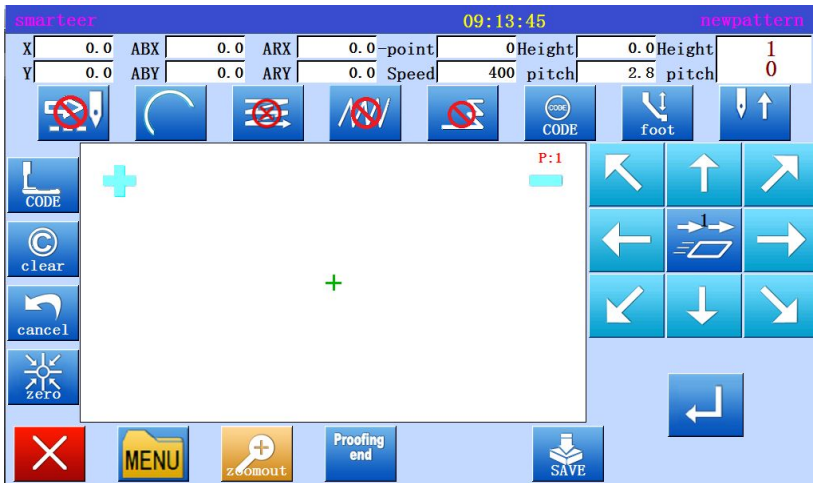 smarteer 09:13:45 newpattern
X 0.0 ABX 0.0 ARX 0.0 -point 0 Height 0.0 Height 1
Y 0.0 ABY 0.0 ARY 0.0 Speed 400 pitch 2.8 pitch 0
CODE
CODE
foot
P:1
CODE
1
©
clear
cancel
zero
MENU
zoomout
Proofing
end
SAVE